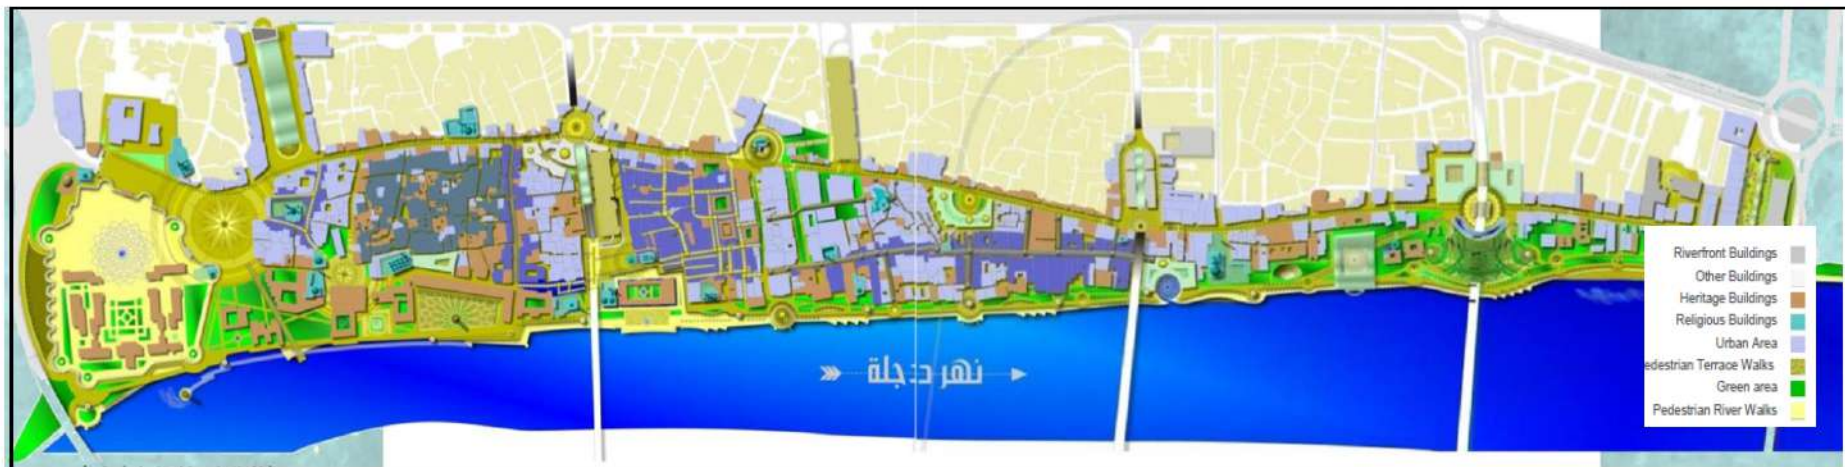 نهر دجلة
Riverfront Buildings
Other Buildings
Heritage Buildings
Religious Buildings
Urban Area
edestrian Terrace Walks
Green area
Pedestrian River Walks